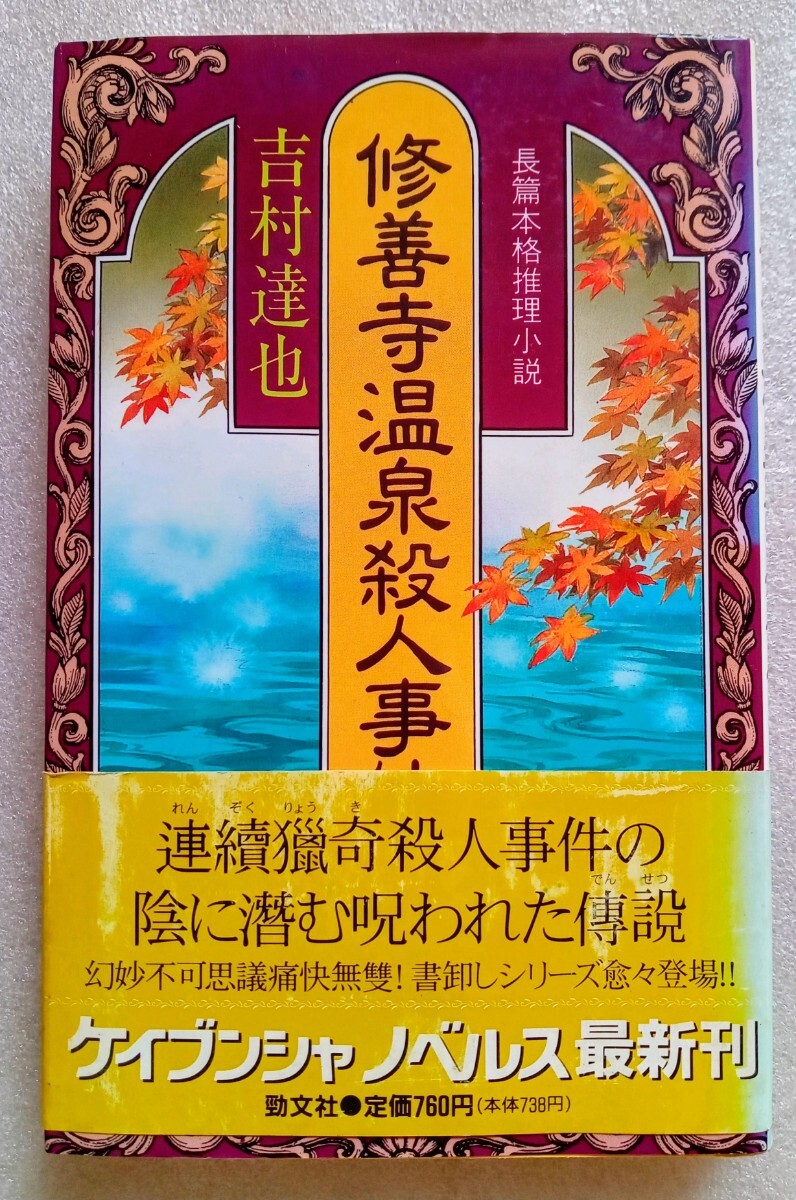 長篇本格推理小説
修善寺温泉殺人事件
吉村達也
れん ぞく りょう き
連續獵奇殺人事件の
でん せつ
陰に潛む呪われた傳説
幻妙不可思議痛快無雙!書卸しシリーズ愈々登場!!
ケイブンシャノベルス最新刊
勁文社●定価760円(本体738円)